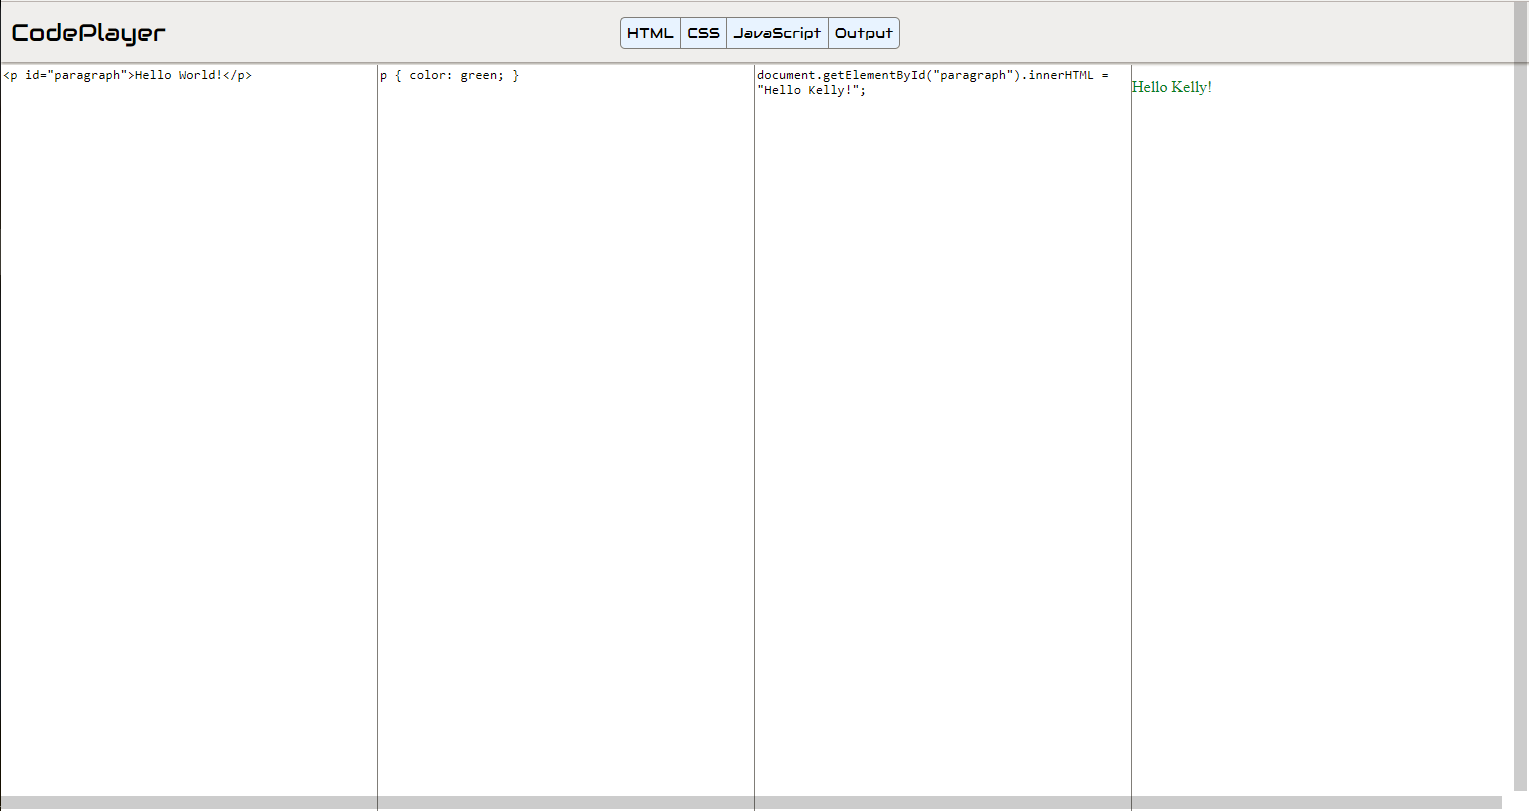 CodePlayer
HTML CSS JavaScript Output
<p id="paragraph">Hello World!</p>
p { color: green; }
document.getElementById("paragraph").innerHTML =
"Hello Kelly!";
Hello Kelly!